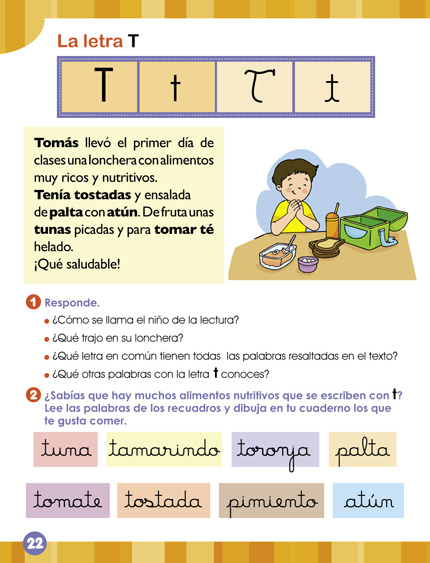 La letra T
T t T t
Tomás llevó el primer día de
clases una lonchera con alimentos
muy ricos y nutritivos.
Tenía tostadas y ensalada
de palta con atún. De fruta unas
tunas picadas y para tomar té
helado.
¡Qué saludable!
1 Responde.
• ¿Cómo se llama el niño de la lectura?
• ¿Qué trajo en su lonchera?
• ¿Qué letra en común tienen todas las palabras resaltadas en el texto?
• ¿Qué otras palabras con la letra t conoces?
2 ¿Sabías que hay muchos alimentos nutritivos que se escriben con t?
Lee las palabras de los recuadros y dibuja en tu cuaderno los que
te gusta comer.
tuna tamarindo toronja palta
tomate tostada pimiento atún
22